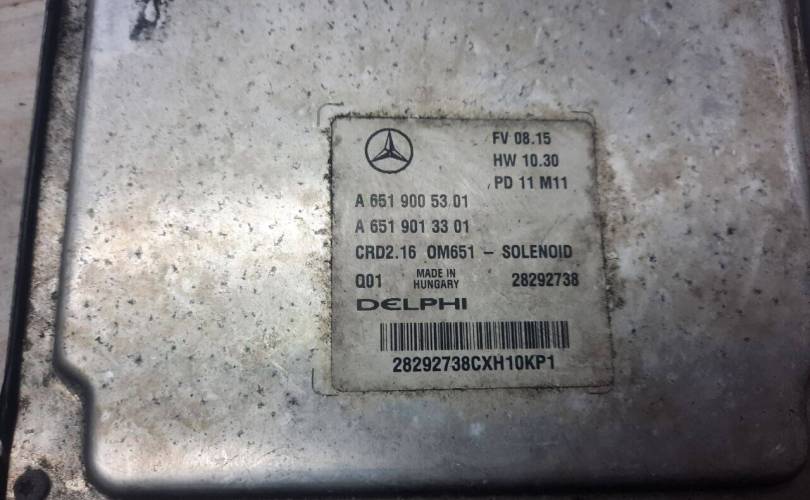 FV 08.15
HW 10.30
PD 11 M11
A 651 900 53 01
A 651 901 33 01
CRD2.16 OM651 – SOLENOID
Q01 MADE IN HUNGARY 28292738
DELPHI
28292738CXH10KP1